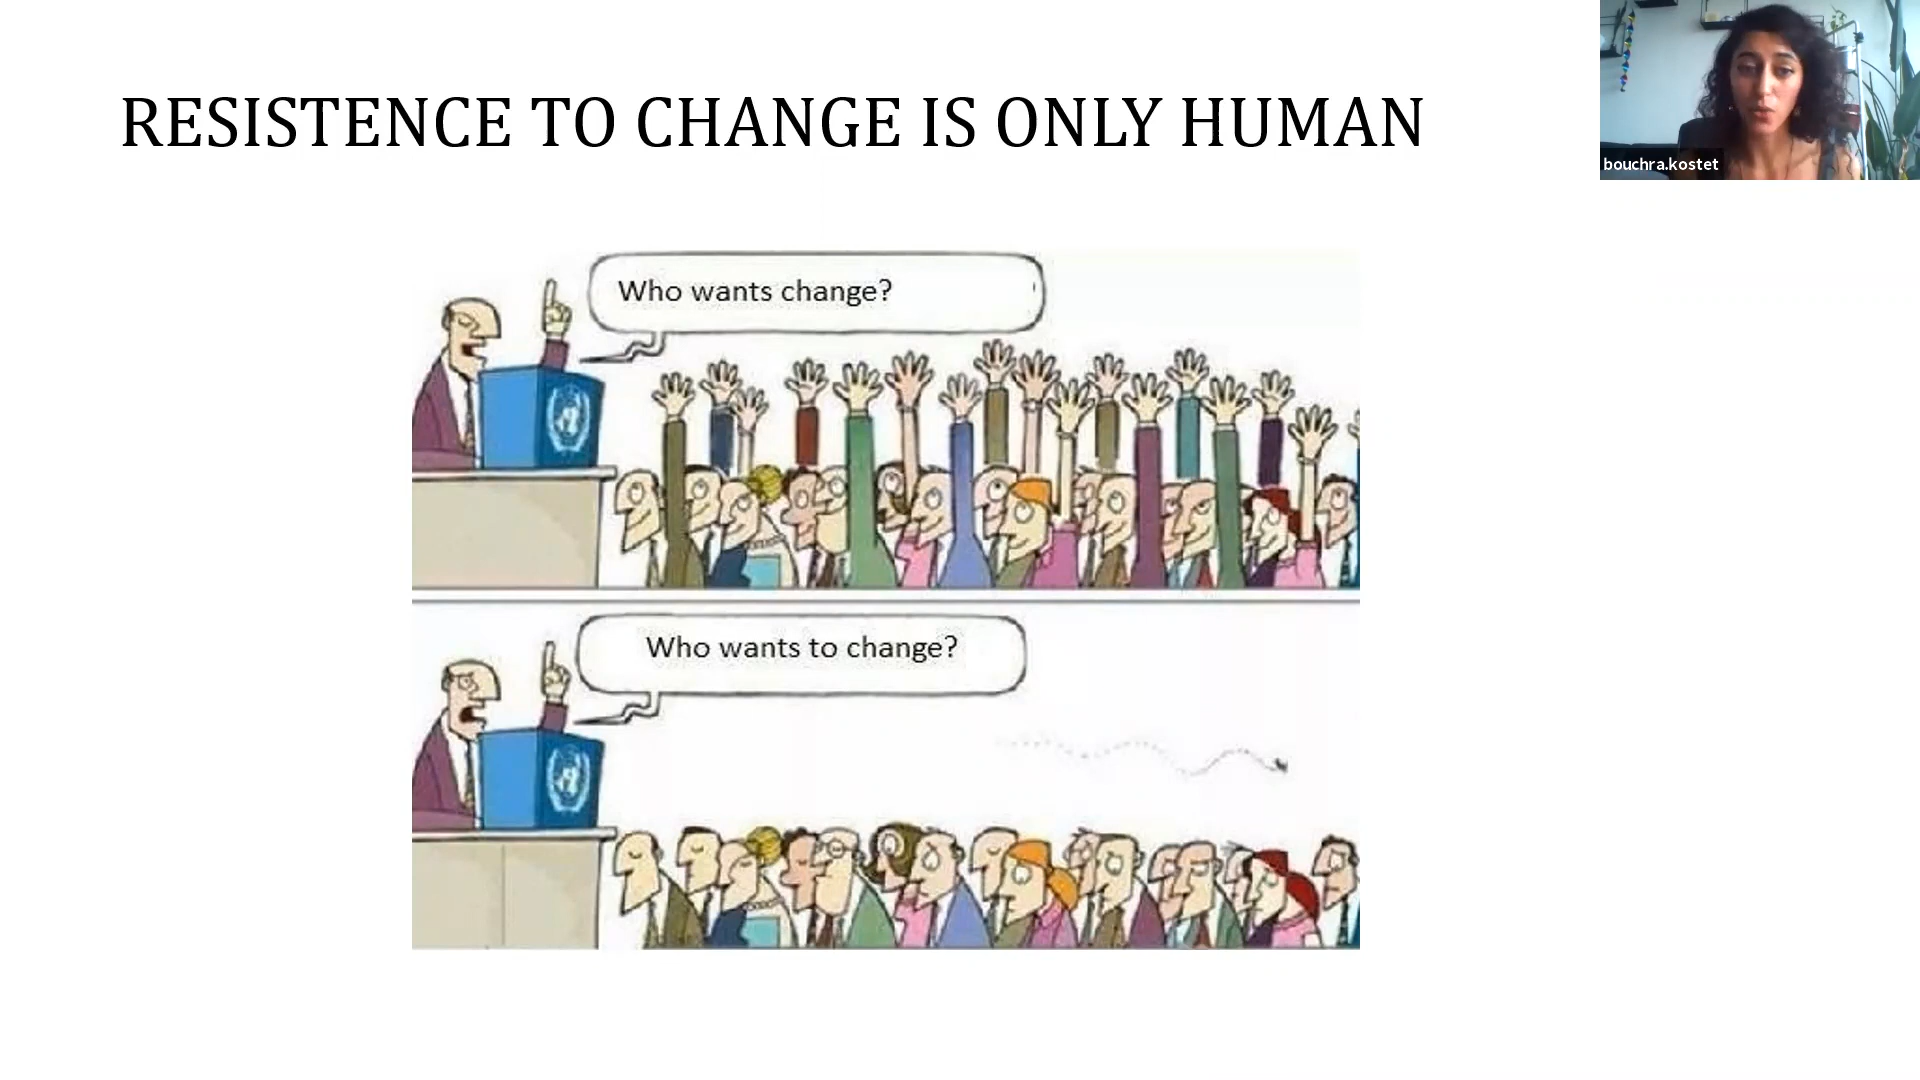 RESISTENCE TO CHANGE IS ONLY HUMAN
bouchra.kostet
Who wants change?
Who wants to change?